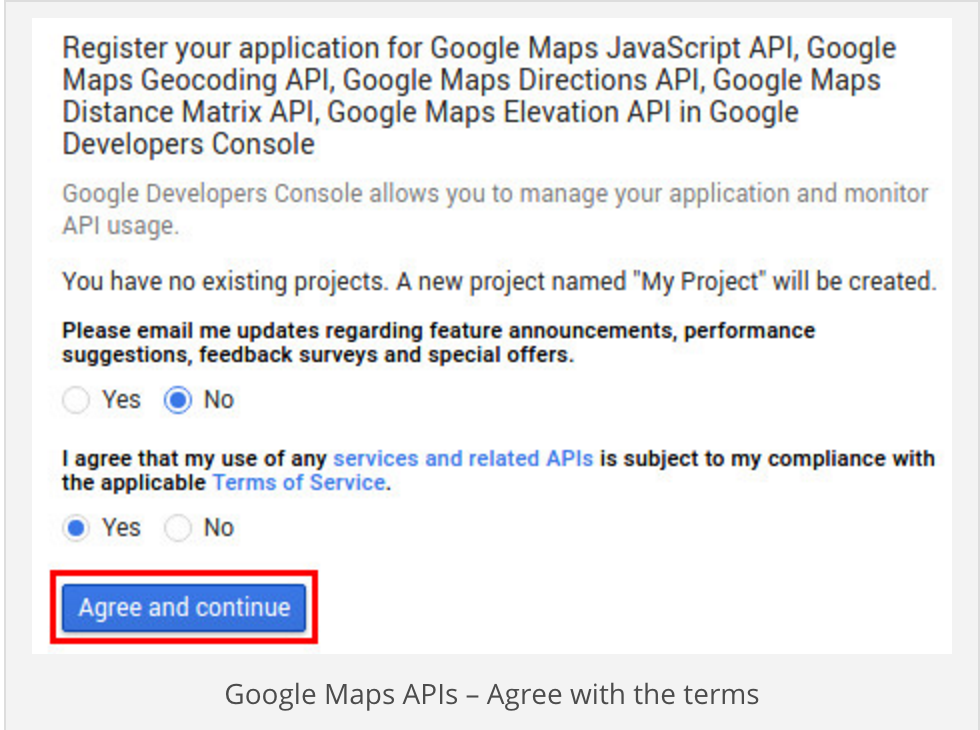 Register your application for Google Maps JavaScript API, Google
Maps Geocoding API, Google Maps Directions API, Google Maps
Distance Matrix API, Google Maps Elevation API in Google
Developers Console
Google Developers Console allows you to manage your application and monitor
API usage.
You have no existing projects. A new project named "My Project" will be created.
Please email me updates regarding feature announcements, performance
suggestions, feedback surveys and special offers.
Yes No
I agree that my use of any services and related APIs is subject to my compliance with
the applicable Terms of Service.
Yes No
Agree and continue
Google Maps APIs – Agree with the terms